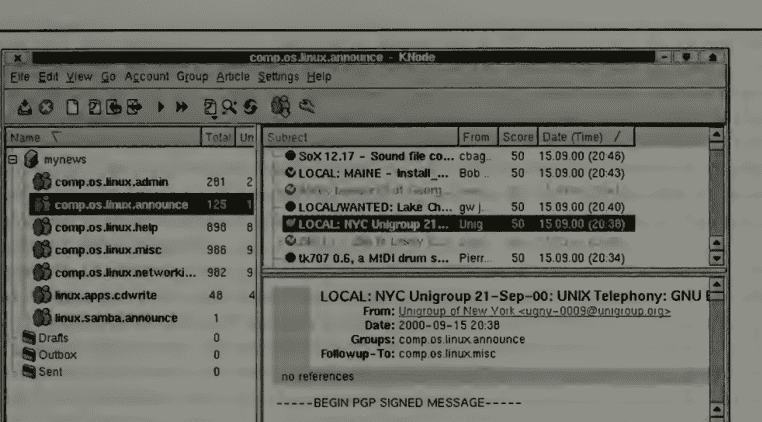 comp.os.linux.announce - KNode
File Edit View Go Account Group Article Settings Help
Name Total Un
mynews
comp.os.linux.admin 281 2
comp.os.linux.announce 125 1
comp.os.linux.help 898 8
comp.os.linux.misc 986 9
comp.os.linux.networki... 982 9
linux.apps.cdwrite 48 4
linux.samba.announce 1
Drafts 0
Outbox 0
Sent 0
Subject From Score Date (Time)
SoX 12.17 - Sound file co... cbag... 50 15.09.00 (20:46)
LOCAL: MAINE - Install_... Bob ... 50 15.09.00 (20:43)
LOCAL/WANTED: Lake Ch... gw j... 50 15.09.00 (20:40)
LOCAL: NYC Unigroup 21... Unig 50 15.09.00 (20:38)
tk707 0.6, a MIDI drum s... Pierr... 50 15.09.00 (20:34)
LOCAL: NYC Unigroup 21-Sep-00: UNIX Telephony: GNU
From: Unigroup of New York <ugny-0009@unigroup.org>
Date: 2000-09-15 20:38
Groups: comp.os.linux.announce
Followup-To: comp.os.linux.misc
no references
-----BEGIN PGP SIGNED MESSAGE-----